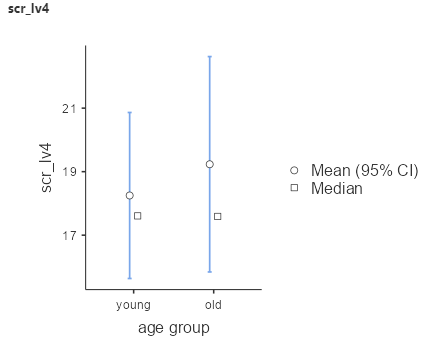 scr_lv4
21
19
17
scr_lv4
Mean (95% CI)
Median
young old
age group